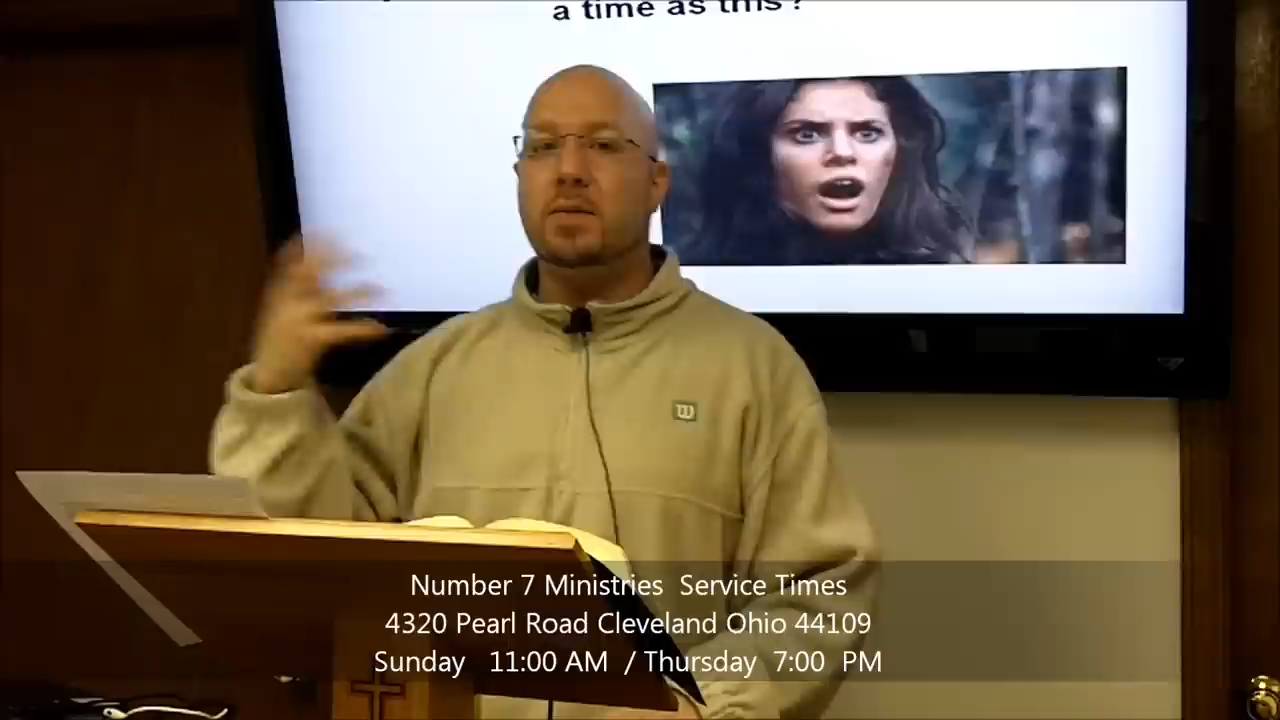 a time as this?
W
Number 7 Ministries Service Times
4320 Pearl Road Cleveland Ohio 44109
Sunday 11:00 AM / Thursday 7:00 PM